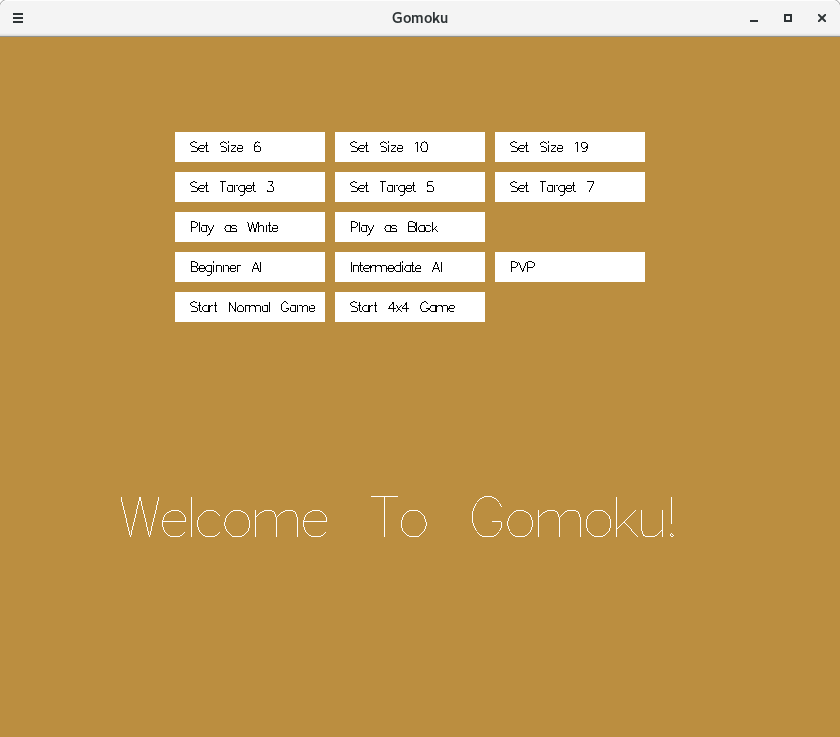 Gomoku
Set Size 6 Set Size 10 Set Size 19
Set Target 3 Set Target 5 Set Target 7
Play as White Play as Black
Beginner AI Intermediate AI PVP
Start Normal Game Start 4x4 Game
Welcome To Gomoku!